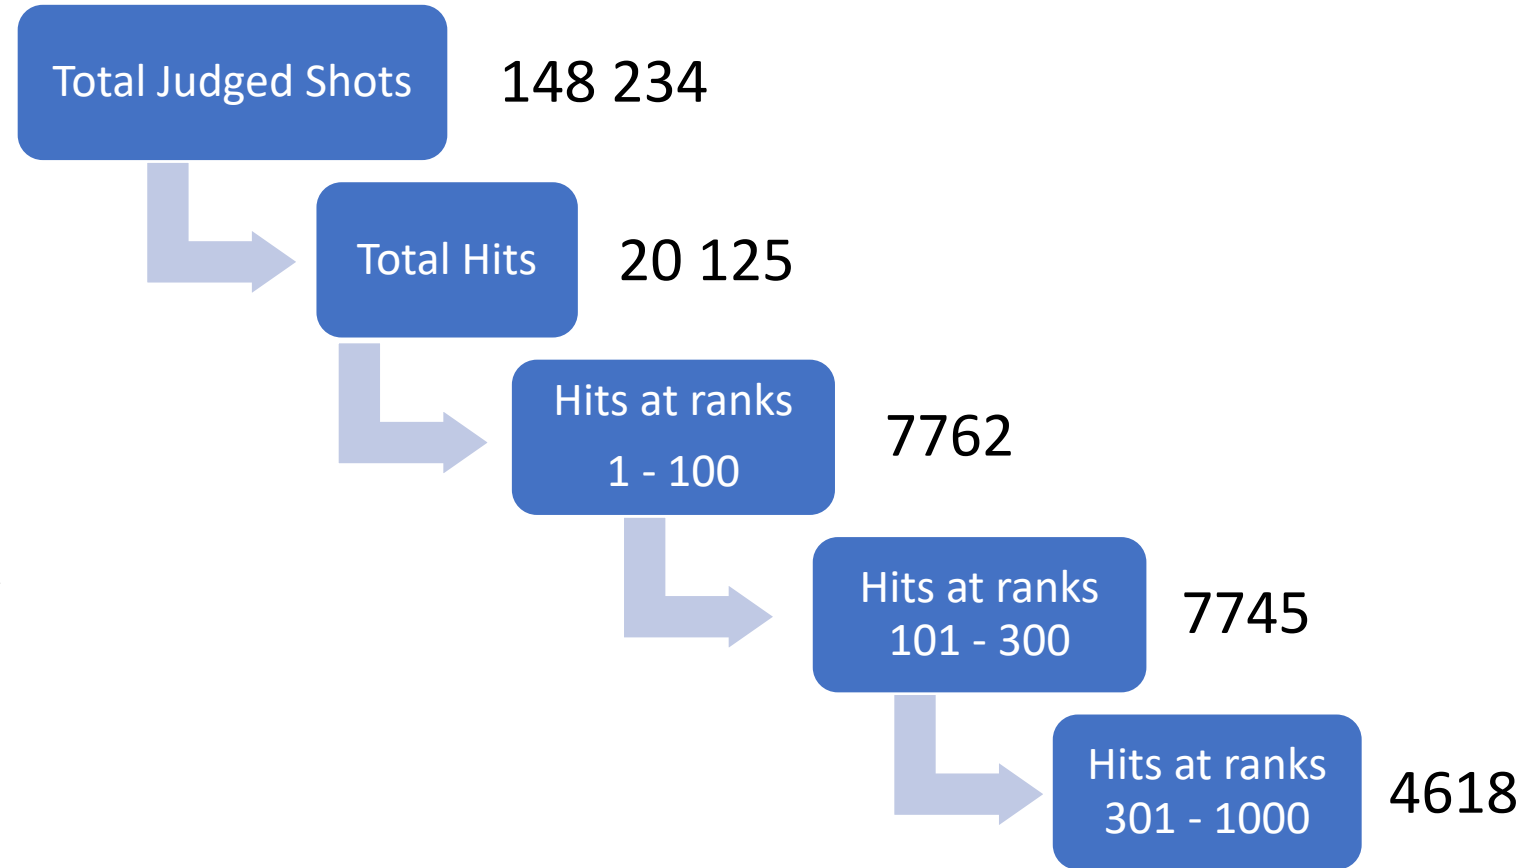 Total Judged Shots
148 234
Total Hits
20 125
Hits at ranks
1 - 100
7762
Hits at ranks
101 - 300
7745
Hits at ranks
301 - 1000
4618